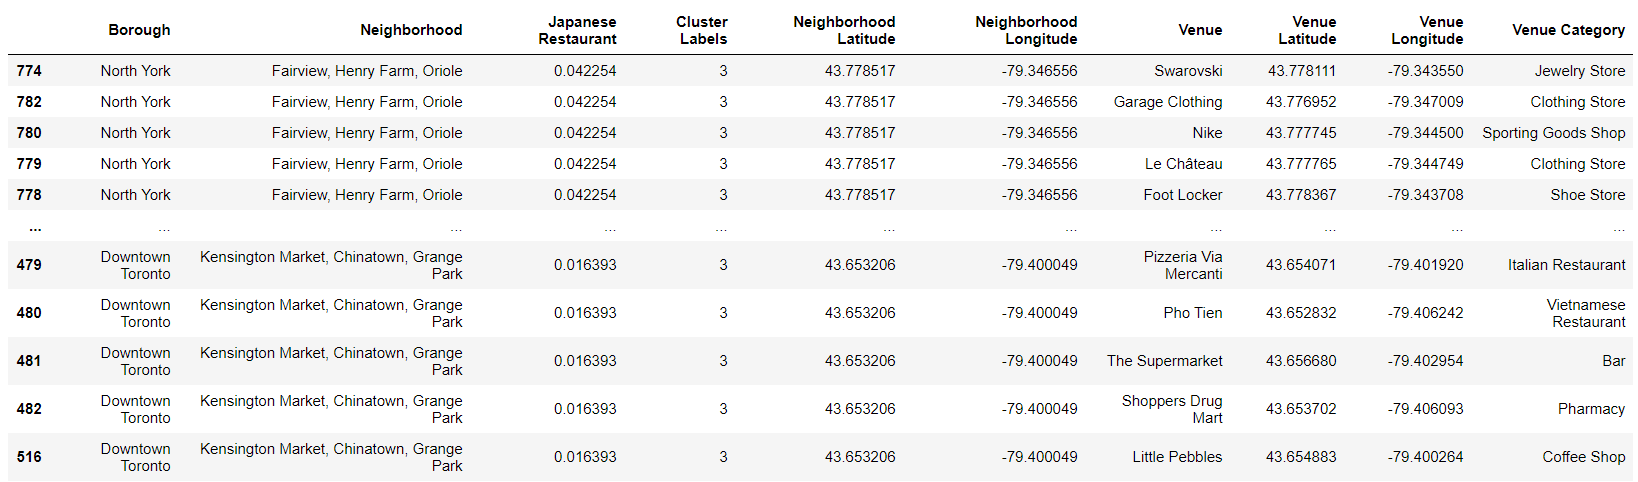 Borough Neighborhood Japanese Restaurant Cluster Labels Neighborhood Latitude Neighborhood Longitude Venue Venue Latitude Venue Longitude Venue Category
774 North York Fairview, Henry Farm, Oriole 0.042254 3 43.778517 -79.346556 Swarovski 43.778111 -79.343550 Jewelry Store
782 North York Fairview, Henry Farm, Oriole 0.042254 3 43.778517 -79.346556 Garage Clothing 43.776952 -79.347009 Clothing Store
780 North York Fairview, Henry Farm, Oriole 0.042254 3 43.778517 -79.346556 Nike 43.777745 -79.344500 Sporting Goods Shop
779 North York Fairview, Henry Farm, Oriole 0.042254 3 43.778517 -79.346556 Le Château 43.777765 -79.344749 Clothing Store
778 North York Fairview, Henry Farm, Oriole 0.042254 3 43.778517 -79.346556 Foot Locker 43.778367 -79.343708 Shoe Store
... ... ... ... ... ... ... ... ... ... ...
479 Downtown Toronto Kensington Market, Chinatown, Grange Park 0.016393 3 43.653206 -79.400049 Pizzeria Via Mercanti 43.654071 -79.401920 Italian Restaurant
480 Downtown Toronto Kensington Market, Chinatown, Grange Park 0.016393 3 43.653206 -79.400049 Pho Tien 43.652832 -79.406242 Vietnamese Restaurant
481 Downtown Toronto Kensington Market, Chinatown, Grange Park 0.016393 3 43.653206 -79.400049 The Supermarket 43.656680 -79.402954 Bar
482 Downtown Toronto Kensington Market, Chinatown, Grange Park 0.016393 3 43.653206 -79.400049 Shoppers Drug Mart 43.653702 -79.406093 Pharmacy
516 Downtown Toronto Kensington Market, Chinatown, Grange Park 0.016393 3 43.653206 -79.400049 Little Pebbles 43.654883 -79.400264 Coffee Shop